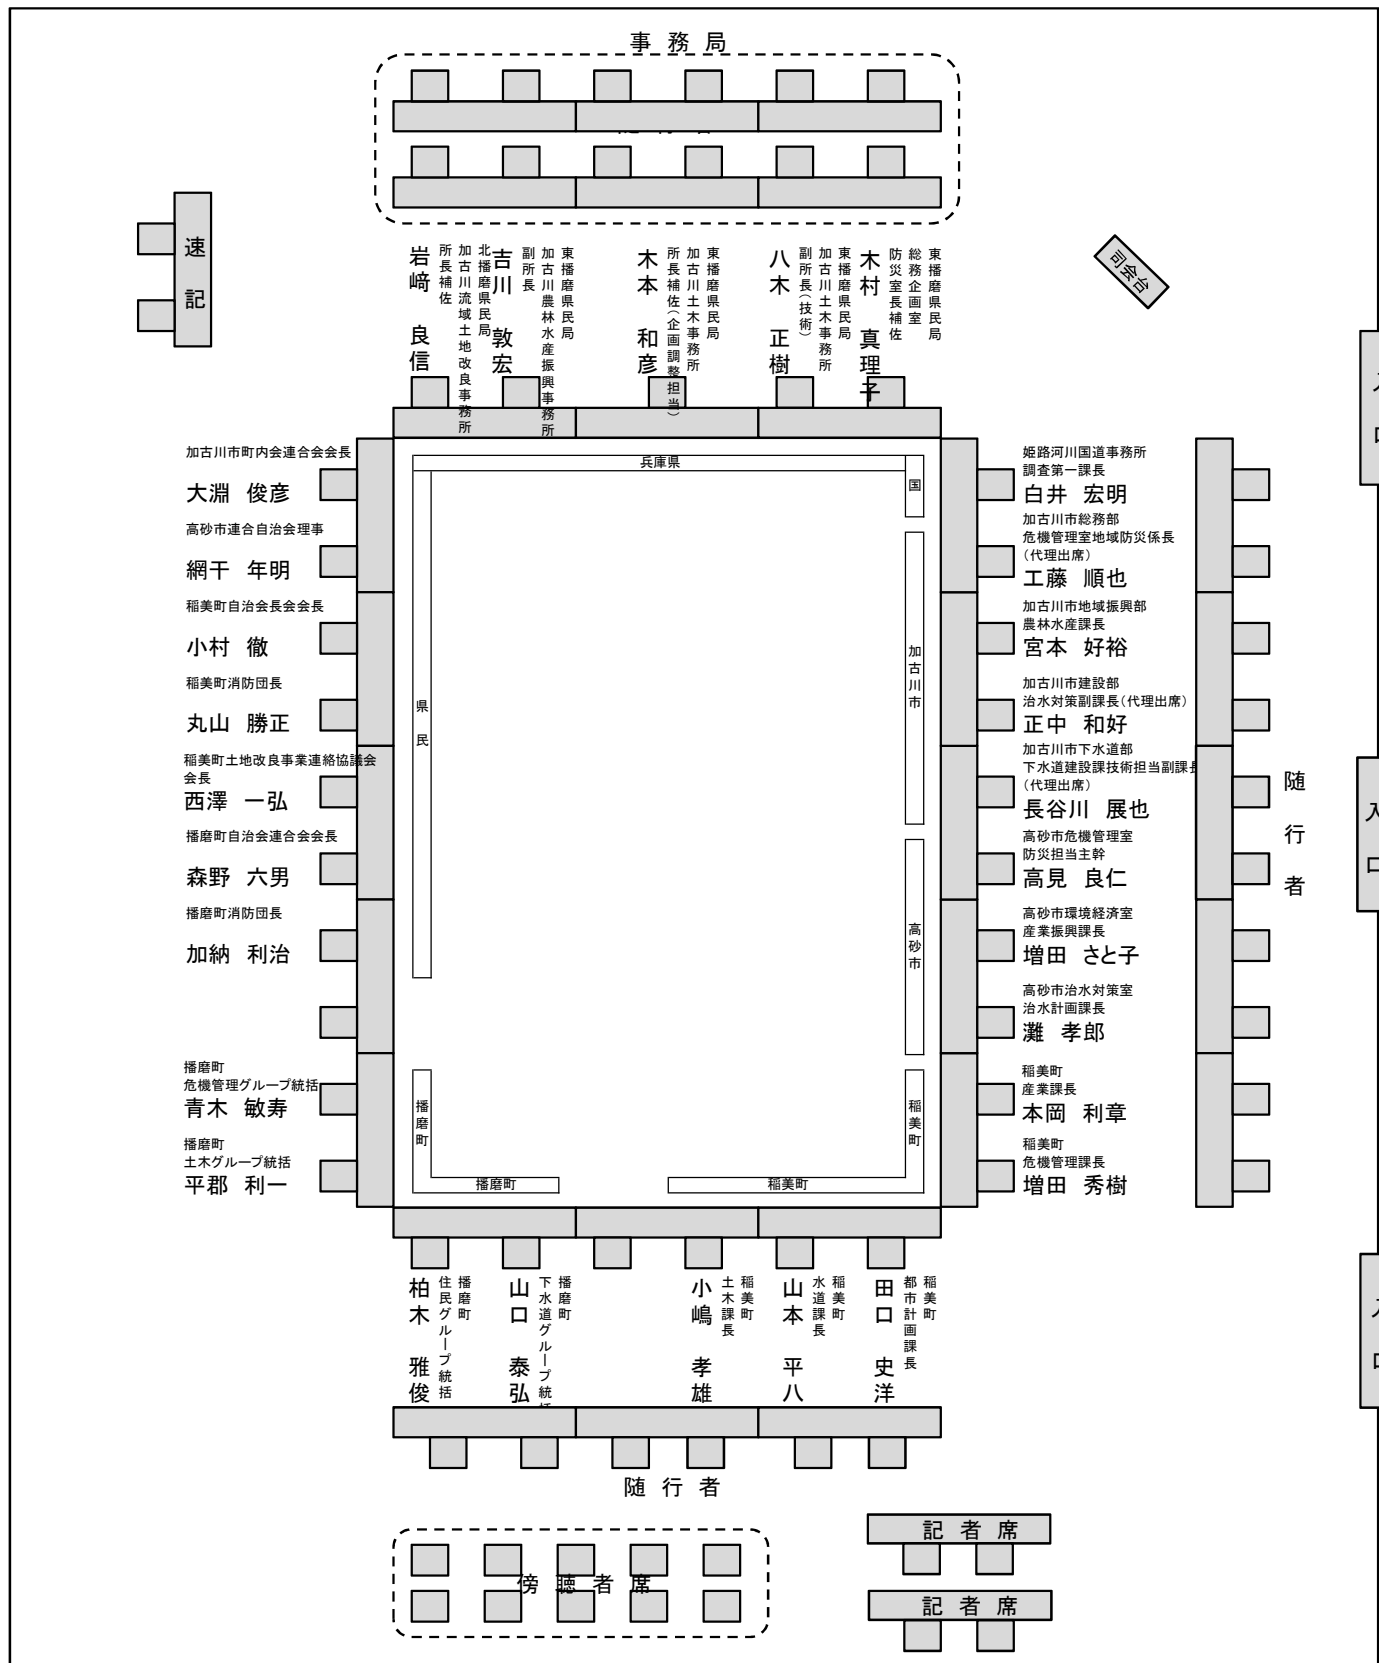 事務局
速記
司会台
北播磨県民局
加古川流域土地改良事務所
所長補佐
岩﨑 良信
東播磨県民局
加古川農林水産振興事務所
副所長
吉川 敦宏
東播磨県民局
加古川土木事務所
所長補佐(企画調整担当)
木本 和彦
東播磨県民局
加古川土木事務所
副所長(技術)
八木 正樹
東播磨県民局
総務企画室
防災室長補佐
木村 真理子
入口
兵庫県
国
加古川市
高砂市
稲美町
稲美町
播磨町
播磨町
県民
加古川市町内会連合会会長
大淵 俊彦
高砂市連合自治会理事
網干 年明
稲美町自治会長会会長
小村 徹
稲美町消防団長
丸山 勝正
稲美町土地改良事業連絡協議会
会長
西澤 一弘
播磨町自治会連合会会長
森野 六男
播磨町消防団長
加納 利治
播磨町
危機管理グループ統括
青木 敏寿
播磨町
土木グループ統括
平郡 利一
姫路河川国道事務所
調査第一課長
白井 宏明
加古川市総務部
危機管理室地域防災係長
(代理出席)
工藤 順也
加古川市地域振興部
農林水産課長
宮本 好裕
加古川市建設部
治水対策副課長(代理出席)
正中 和好
加古川市下水道部
下水道建設課技術担当副課長
(代理出席)
長谷川 展也
高砂市危機管理室
防災担当主幹
高見 良仁
高砂市環境経済室
産業振興課長
増田 さと子
高砂市治水対策室
治水計画課長
灘 孝郎
稲美町
産業課長
本岡 利章
稲美町
危機管理課長
増田 秀樹
随行者
入口
播磨町
住民グループ統括
柏木 雅俊
播磨町
下水道グループ統括
山口 泰弘
稲美町
土木課長
小嶋 孝雄
稲美町
水道課長
山本 平八
稲美町
都市計画課長
田口 史洋
入口
随行者
傍聴者席
記者席
記者席